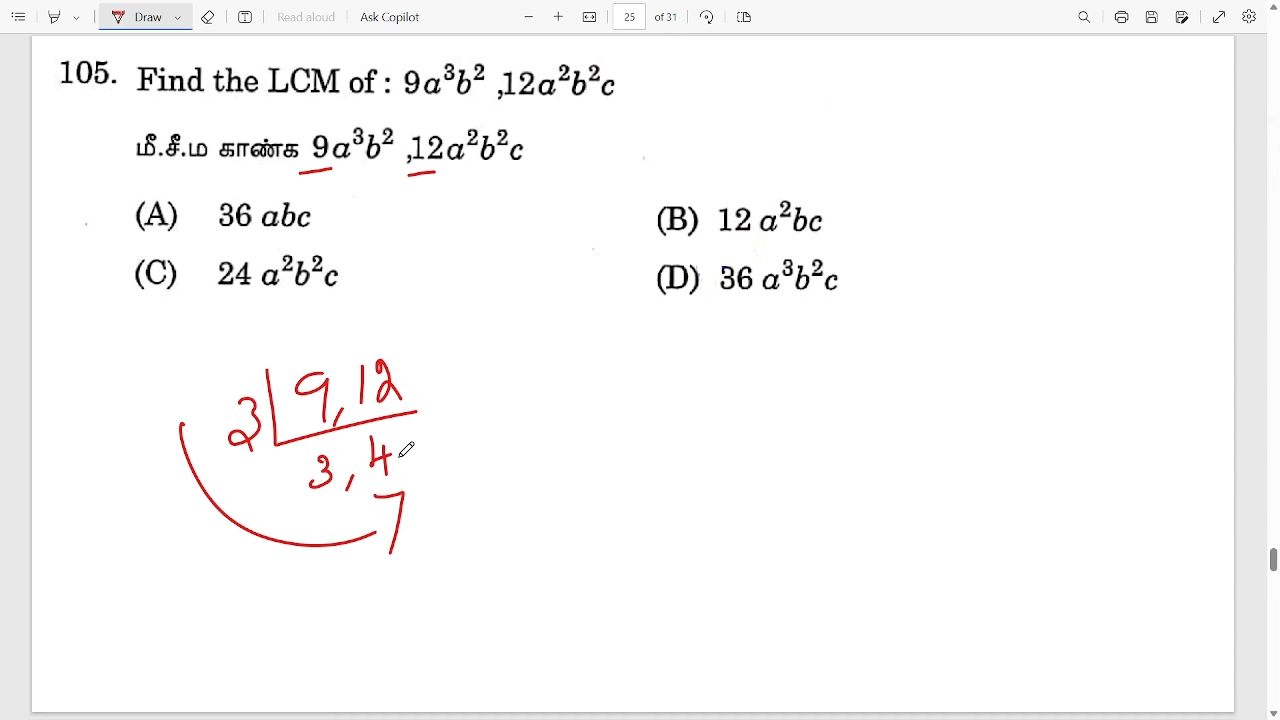 Draw
Read aloud
Ask Copilot
25 of 31
105. Find the LCM of : 9a³b² ,12a²b²c
மீ.சீ.ம காண்க 9a³b² ,12a²b²c
(A) 36 abc
(B) 12 a²bc
(C) 24 a²b²c
(D) 36 a³b²c
3 9, 12
3, 4